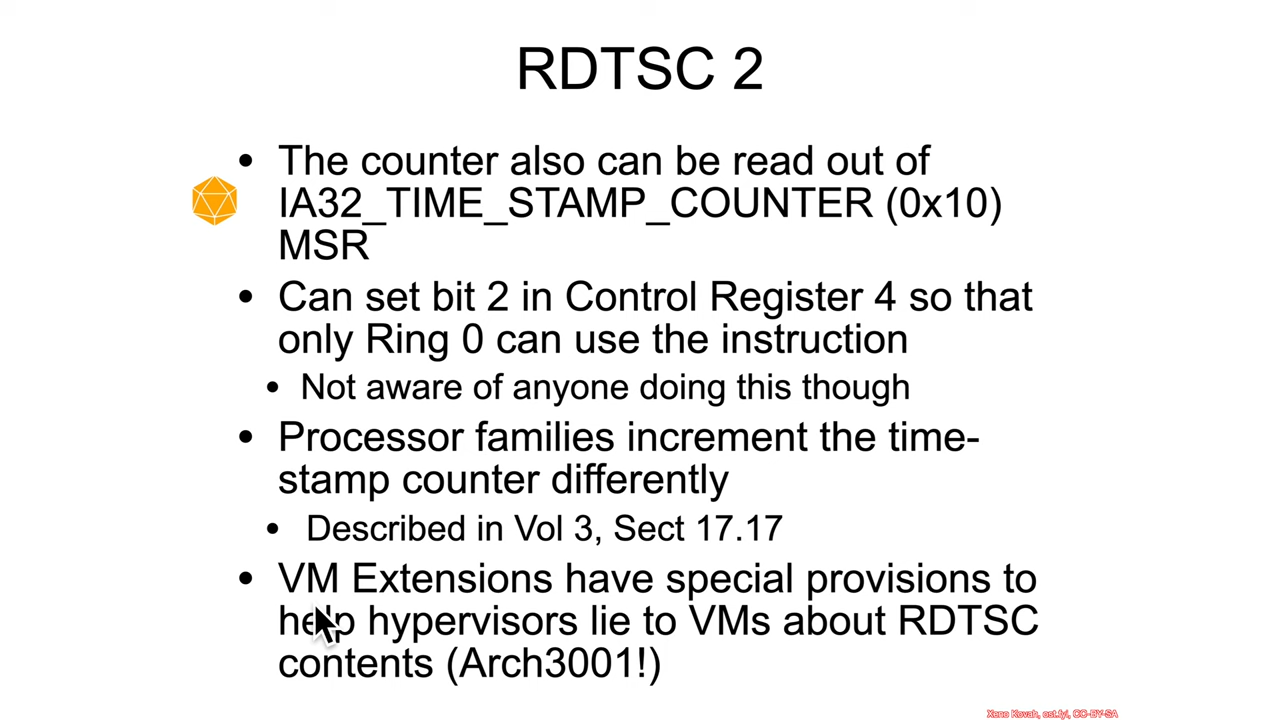 RDTSC 2
• The counter also can be read out of
IA32_TIME_STAMP_COUNTER (0x10)
MSR
• Can set bit 2 in Control Register 4 so that
only Ring 0 can use the instruction
• Not aware of anyone doing this though
• Processor families increment the time-
stamp counter differently
• Described in Vol 3, Sect 17.17
• VM Extensions have special provisions to
help hypervisors lie to VMs about RDTSC
contents (Arch3001!)
Xeno Kovah, ost.fyi, CC-BY-SA